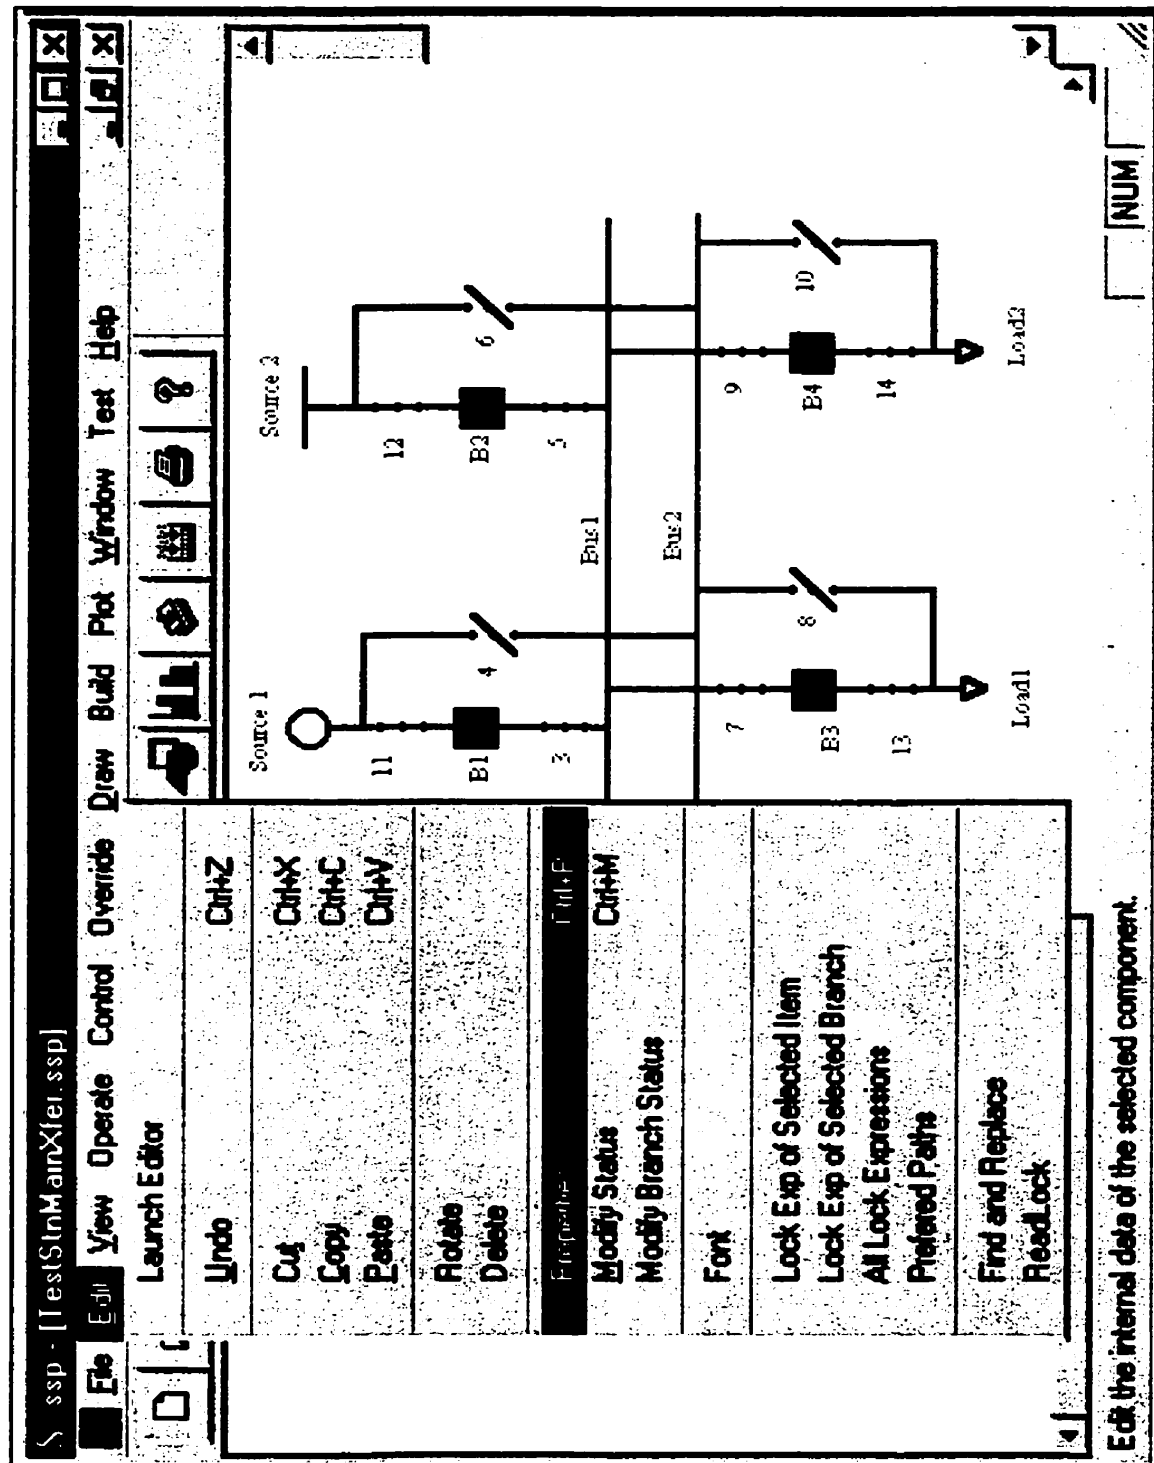 ssp - [TestStnMainXfer.ssp]
File Edit View Operate Control Override Draw Build Plot Window Test Help
Launch Editor
Undo Ctrl+Z
Cut Ctrl+X
Copy Ctrl+C
Paste Ctrl+V
Rotate
Delete
Properties Ctrl+P
Modify Status Ctrl+M
Modify Branch Status
Font
Lock Exp of Selected Item
Lock Exp of Selected Branch
All Lock Expressions
Prefered Paths
Find and Replace
ReadLock
Source 1
Source 2
11
12
B1
4
B2
6
3
5
Bus1
Bus2
7
8
9
10
B3
B4
13
14
Load1
Load2
Edit the internal data of the selected component.
NUM